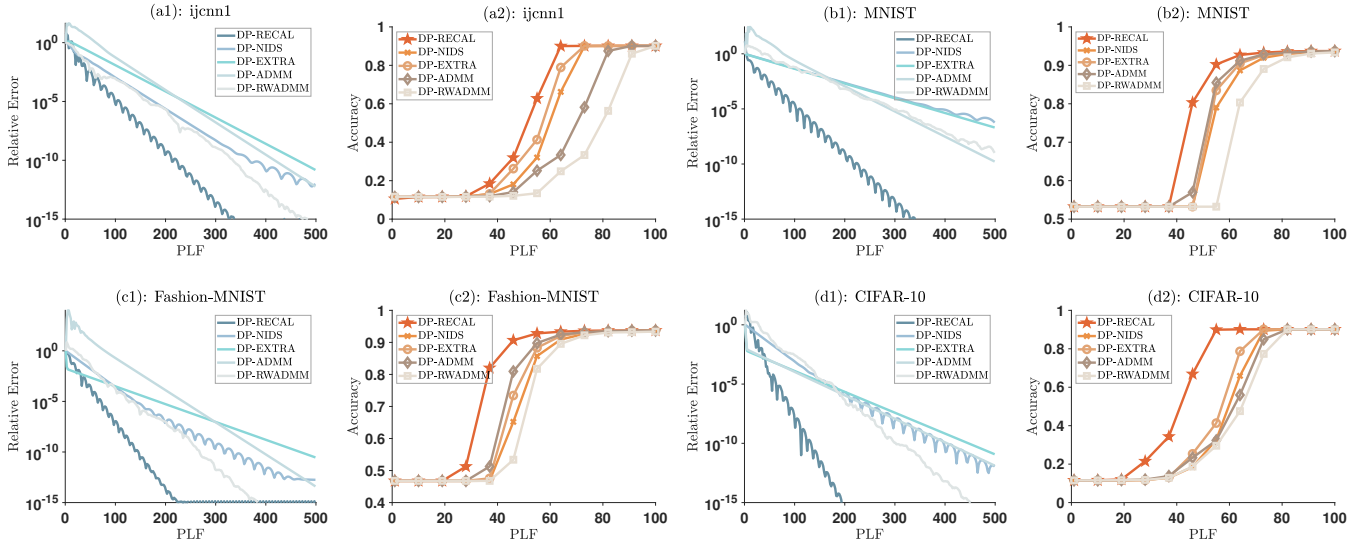 (a1): ijcnn1
Relative Error
10^0
10^-5
10^-10
10^-15
0 100 200 300 400 500
PLF
DP-RECAL
DP-NIDS
DP-EXTRA
DP-ADMM
DP-RWADMM
(a2): ijcnn1
Accuracy
1
0.8
0.6
0.4
0.2
0
0 20 40 60 80 100
PLF
DP-RECAL
DP-NIDS
DP-EXTRA
DP-ADMM
DP-RWADMM
(b1): MNIST
Relative Error
10^0
10^-5
10^-10
10^-15
0 100 200 300 400 500
PLF
DP-RECAL
DP-NIDS
DP-EXTRA
DP-ADMM
DP-RWADMM
(b2): MNIST
Accuracy
1
0.9
0.8
0.7
0.6
0.5
0 20 40 60 80 100
PLF
DP-RECAL
DP-NIDS
DP-EXTRA
DP-ADMM
DP-RWADMM
(c1): Fashion-MNIST
Relative Error
10^0
10^-5
10^-10
10^-15
0 100 200 300 400 500
PLF
DP-RECAL
DP-NIDS
DP-EXTRA
DP-ADMM
DP-RWADMM
(c2): Fashion-MNIST
Accuracy
1
0.9
0.8
0.7
0.6
0.5
0.4
0 20 40 60 80 100
PLF
DP-RECAL
DP-NIDS
DP-EXTRA
DP-ADMM
DP-RWADMM
(d1): CIFAR-10
Relative Error
10^0
10^-5
10^-10
10^-15
0 100 200 300 400 500
PLF
DP-RECAL
DP-NIDS
DP-EXTRA
DP-ADMM
DP-RWADMM
(d2): CIFAR-10
Accuracy
1
0.8
0.6
0.4
0.2
0
0 20 40 60 80 100
PLF
DP-RECAL
DP-NIDS
DP-EXTRA
DP-ADMM
DP-RWADMM